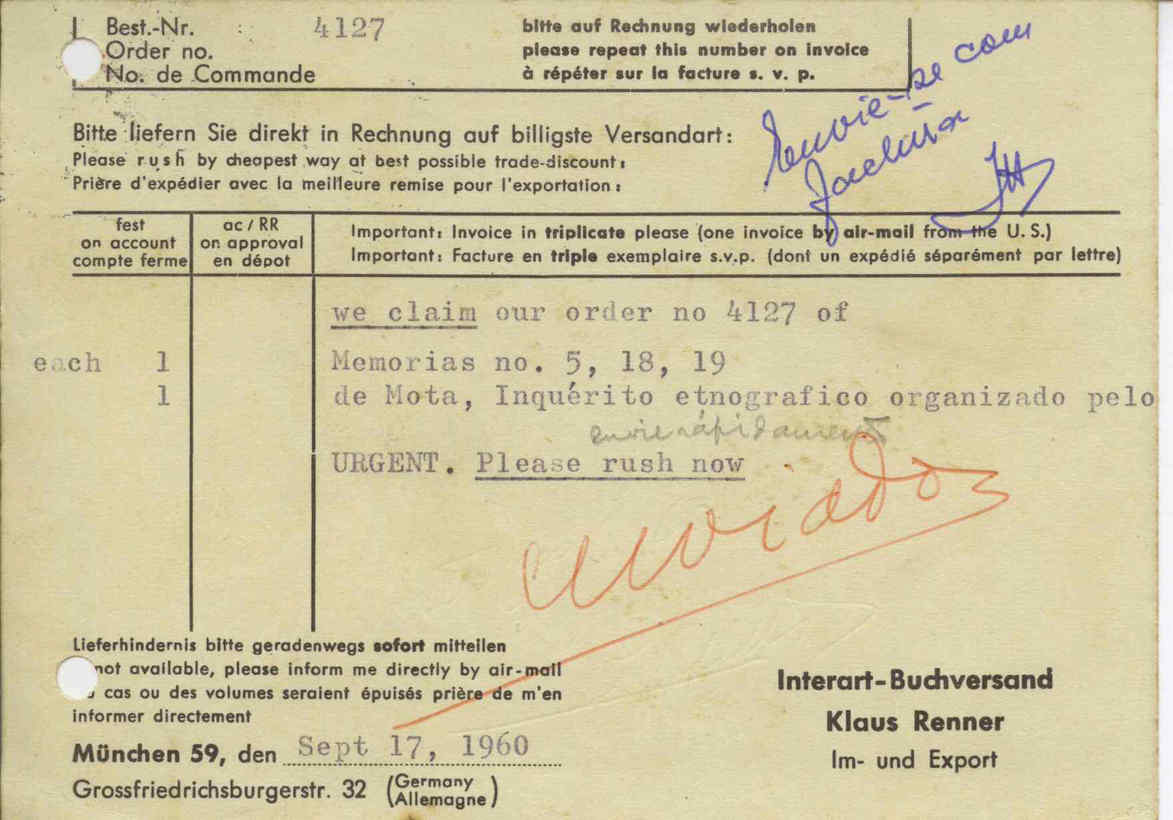 Best.-Nr. : 4127
Order no.
No. de Commande
bitte auf Rechnung wiederholen
please repeat this number on invoice
à répéter sur la facture s. v. p.
Envie-se com
factura
Bitte liefern Sie direkt in Rechnung auf billigste Versandart:
Please rush by cheapest way at best possible trade-discount:
Prière d'expédier avec la meilleure remise pour l'exportation:
fest
on account
compte ferme
ac / RR
on approval
en dépot
Important: Invoice in triplicate please (one invoice by air-mail from the U. S.)
Important: Facture en triple exemplaire s.v.p. (dont un expédié séparément par lettre)
we claim our order no 4127 of
each 1 Memorias no. 5, 18, 19
1 de Mota, Inquérito etnografico organizado pelo
envie rápidamente
URGENT. Please rush now
enviado
Lieferhindernis bitte geradenwegs sofort mitteilen
not available, please inform me directly by air-mail
cas ou des volumes seraient épuisés prière de m'en
informer directement
München 59, den Sept 17, 1960
Grossfriedrichsburgerstr. 32 (Germany
Allemagne)
Interart-Buchversand
Klaus Renner
Im- und Export